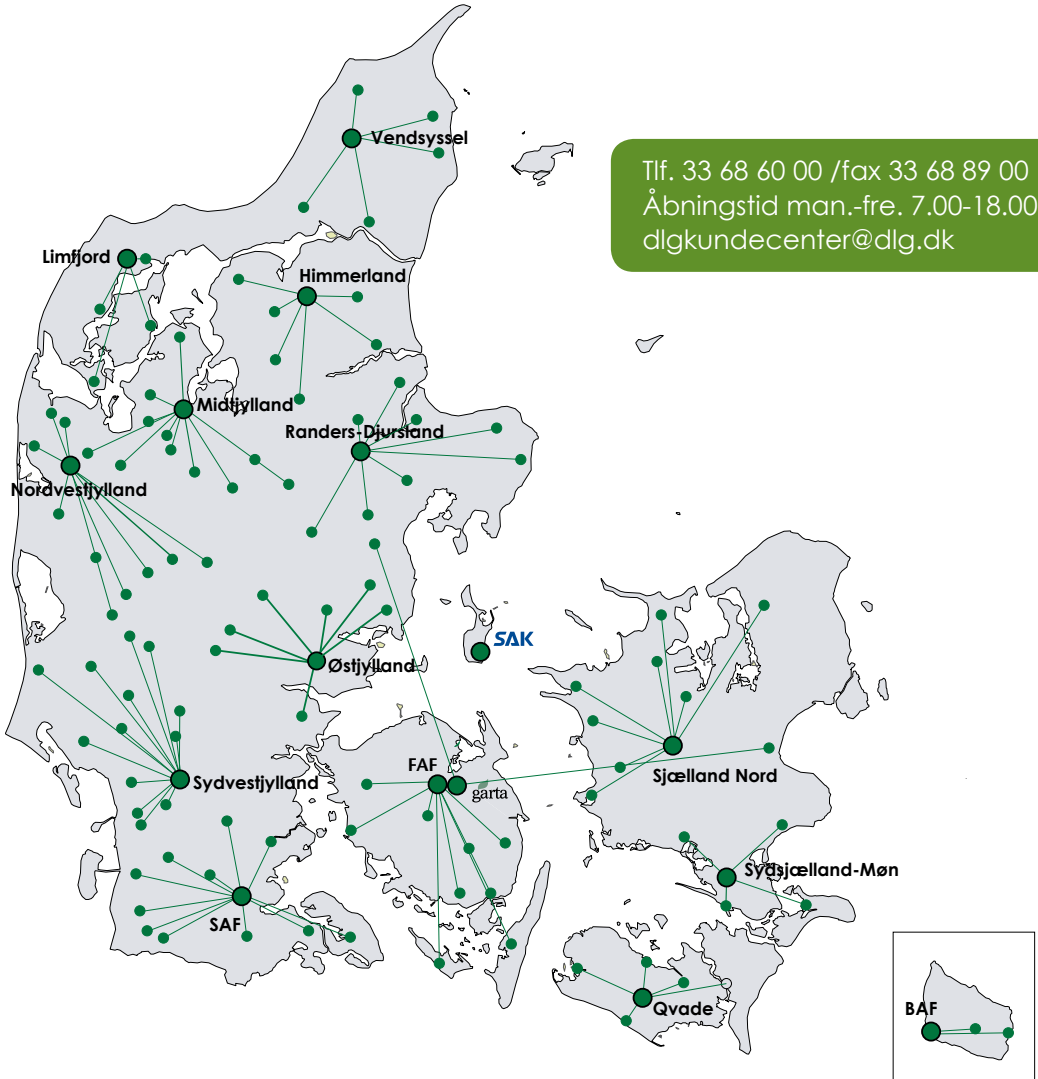 Vendsyssel
Tlf. 33 68 60 00 /fax 33 68 89 00
Åbningstid man.-fre. 7.00-18.00
dlgkundecenter@dlg.dk
Limfjord
Himmerland
Midtjylland
Randers-Djursland
Nordvestjylland
SAK
Østjylland
FAF
Sjælland Nord
Sydvestjylland
garta
Sydsjælland-Møn
SAF
Qvade
BAF